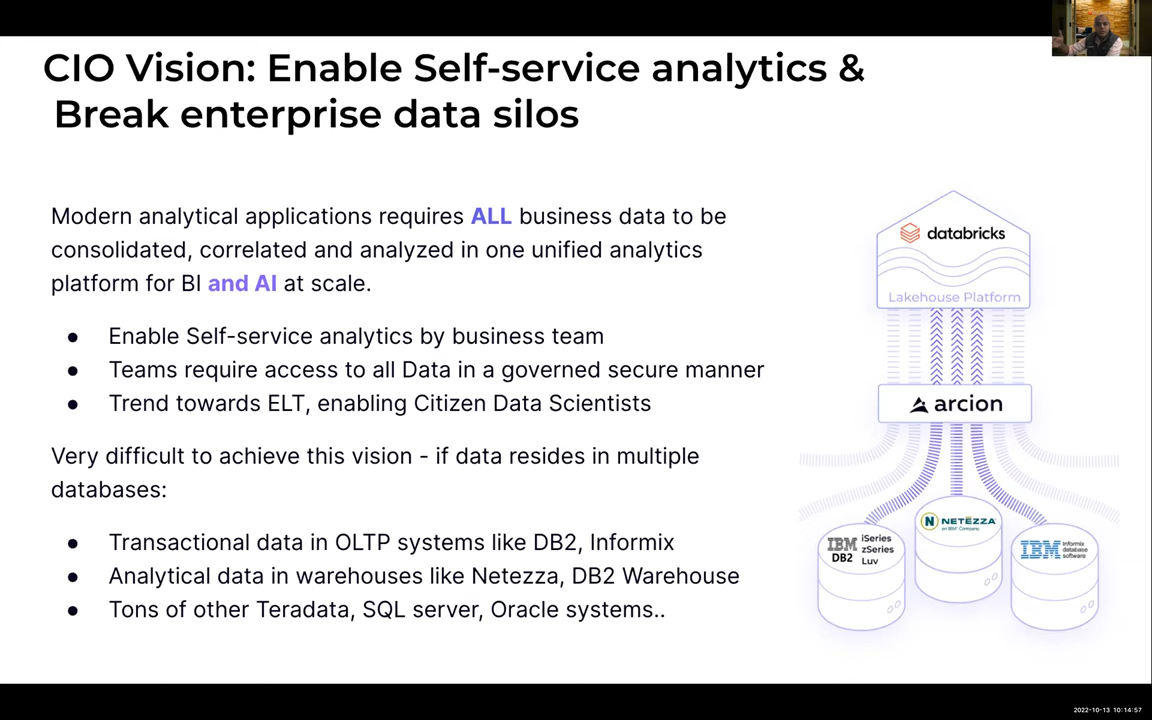 CIO Vision: Enable Self-service analytics &
Break enterprise data silos
Modern analytical applications requires ALL business data to be
consolidated, correlated and analyzed in one unified analytics
platform for BI and AI at scale.
● Enable Self-service analytics by business team
● Teams require access to all Data in a governed secure manner
● Trend towards ELT, enabling Citizen Data Scientists
Very difficult to achieve this vision - if data resides in multiple
databases:
● Transactional data in OLTP systems like DB2, Informix
● Analytical data in warehouses like Netezza, DB2 Warehouse
● Tons of other Teradata, SQL server, Oracle systems..
databricks
Lakehouse Platform
arcion
IBM
DB2
iSeries
zSeries
Luv
N NETEZZA
an IBM Company
IBM
Informix
database
software
2022-10-13 10:14:57